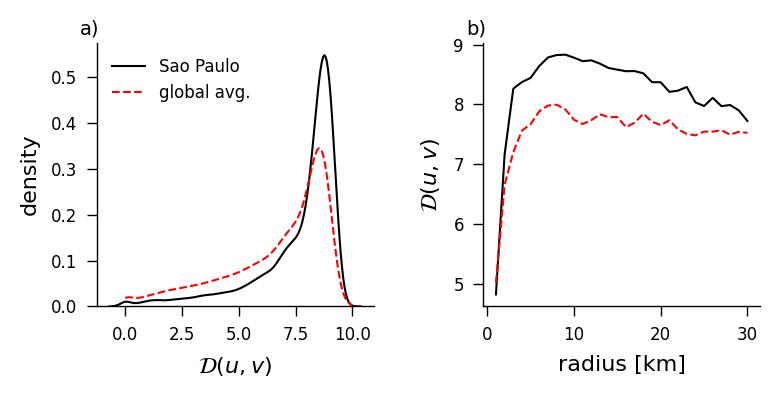 a)
density
0.5
0.4
0.3
0.2
0.1
0.0
Sao Paulo
global avg.
0.0 2.5 5.0 7.5 10.0
𝒟(u, v)
b)
𝒟(u, v)
9
8
7
6
5
0 10 20 30
radius [km]